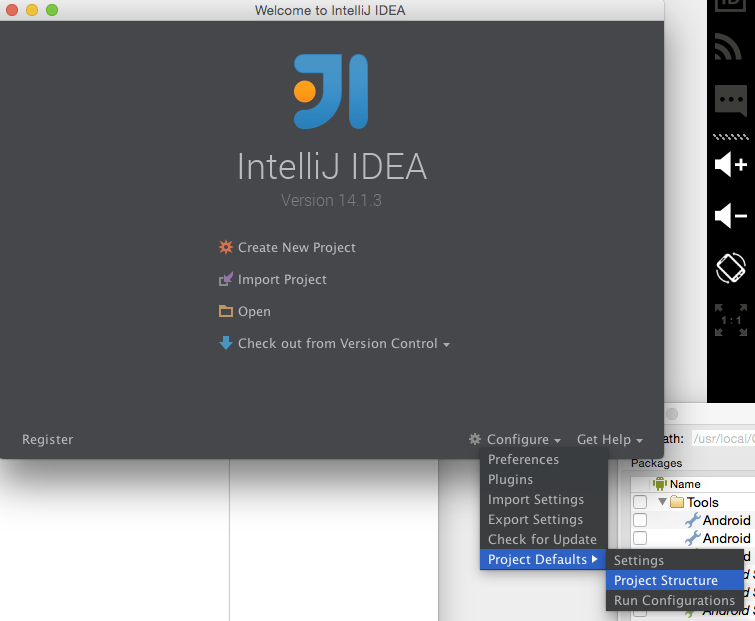 Welcome to IntelliJ IDEA
IntelliJ IDEA
Version 14.1.3
Create New Project
Import Project
Open
Check out from Version Control
Register
Configure
Get Help
Preferences
Plugins
Import Settings
Export Settings
Check for Update
Project Defaults
Settings
Project Structure
Run Configurations
1:1
/usr/local/
Packages
Name
Tools
Android
Android